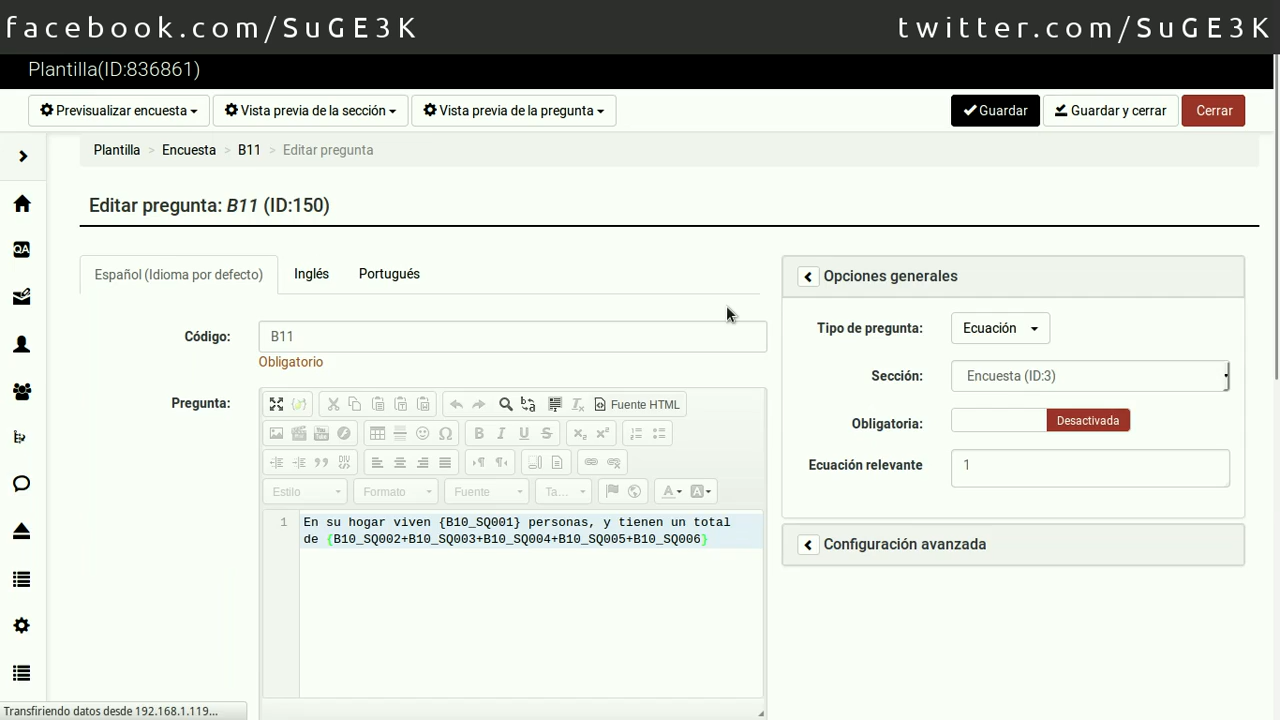 facebook.com/SuGE3K
twitter.com/SuGE3K
Plantilla(ID:836861)
Previsualizar encuesta
Vista previa de la sección
Vista previa de la pregunta
Guardar
Guardar y cerrar
Cerrar
Plantilla > Encuesta > B11 > Editar pregunta
Editar pregunta: B11 (ID:150)
Español (Idioma por defecto)
Inglés
Portugués
Código:
B11
Obligatorio
Pregunta:
Fuente HTML
Estilo
Formato
Fuente
Ta...
1
En su hogar viven {B10_SQ001} personas, y tienen un total
de {B10_SQ002+B10_SQ003+B10_SQ004+B10_SQ005+B10_SQ006}
Opciones generales
Tipo de pregunta:
Ecuación
Sección:
Encuesta (ID:3)
Obligatoria:
Desactivada
Ecuación relevante
1
Configuración avanzada
QA
Transfiriendo datos desde 192.168.1.119...